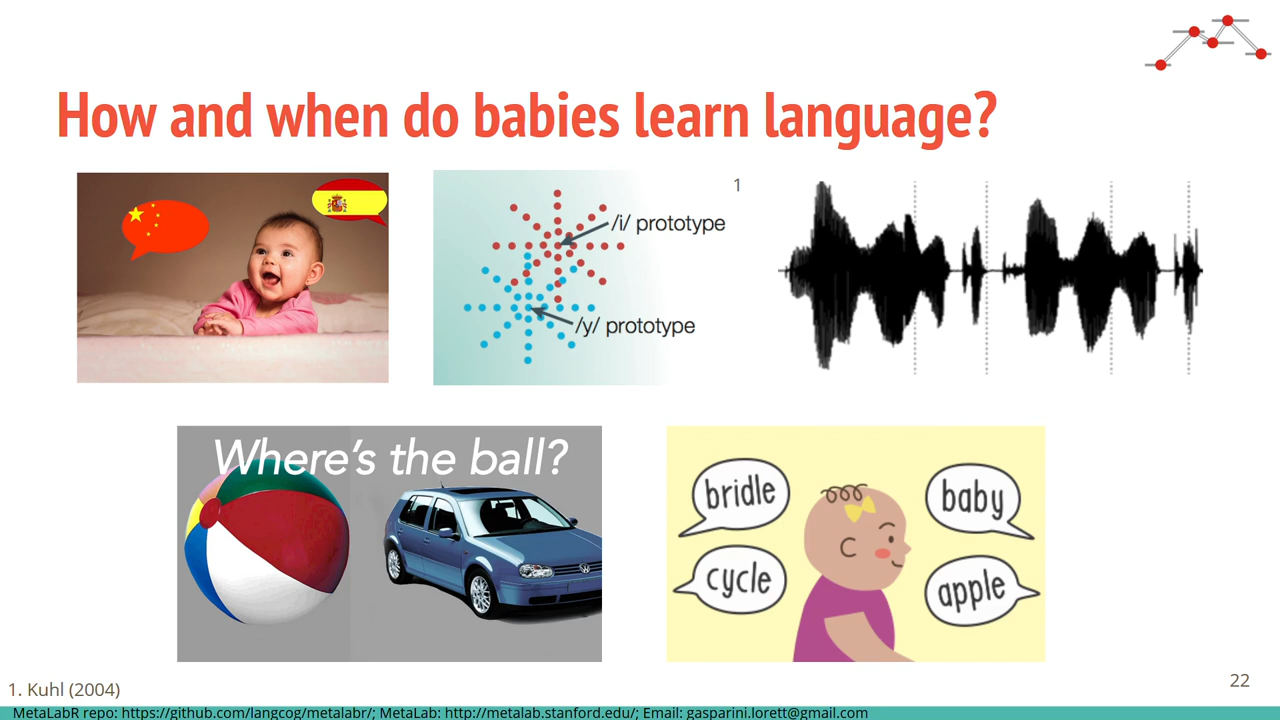 How and when do babies learn language?
/i/ prototype
/y/ prototype
1
Where's the ball?
bridle
baby
cycle
apple
1. Kuhl (2004)
22
MetaLabR repo: https://github.com/langcog/metalabr/; MetaLab: http://metalab.stanford.edu/; Email: gasparini.lorett@gmail.com